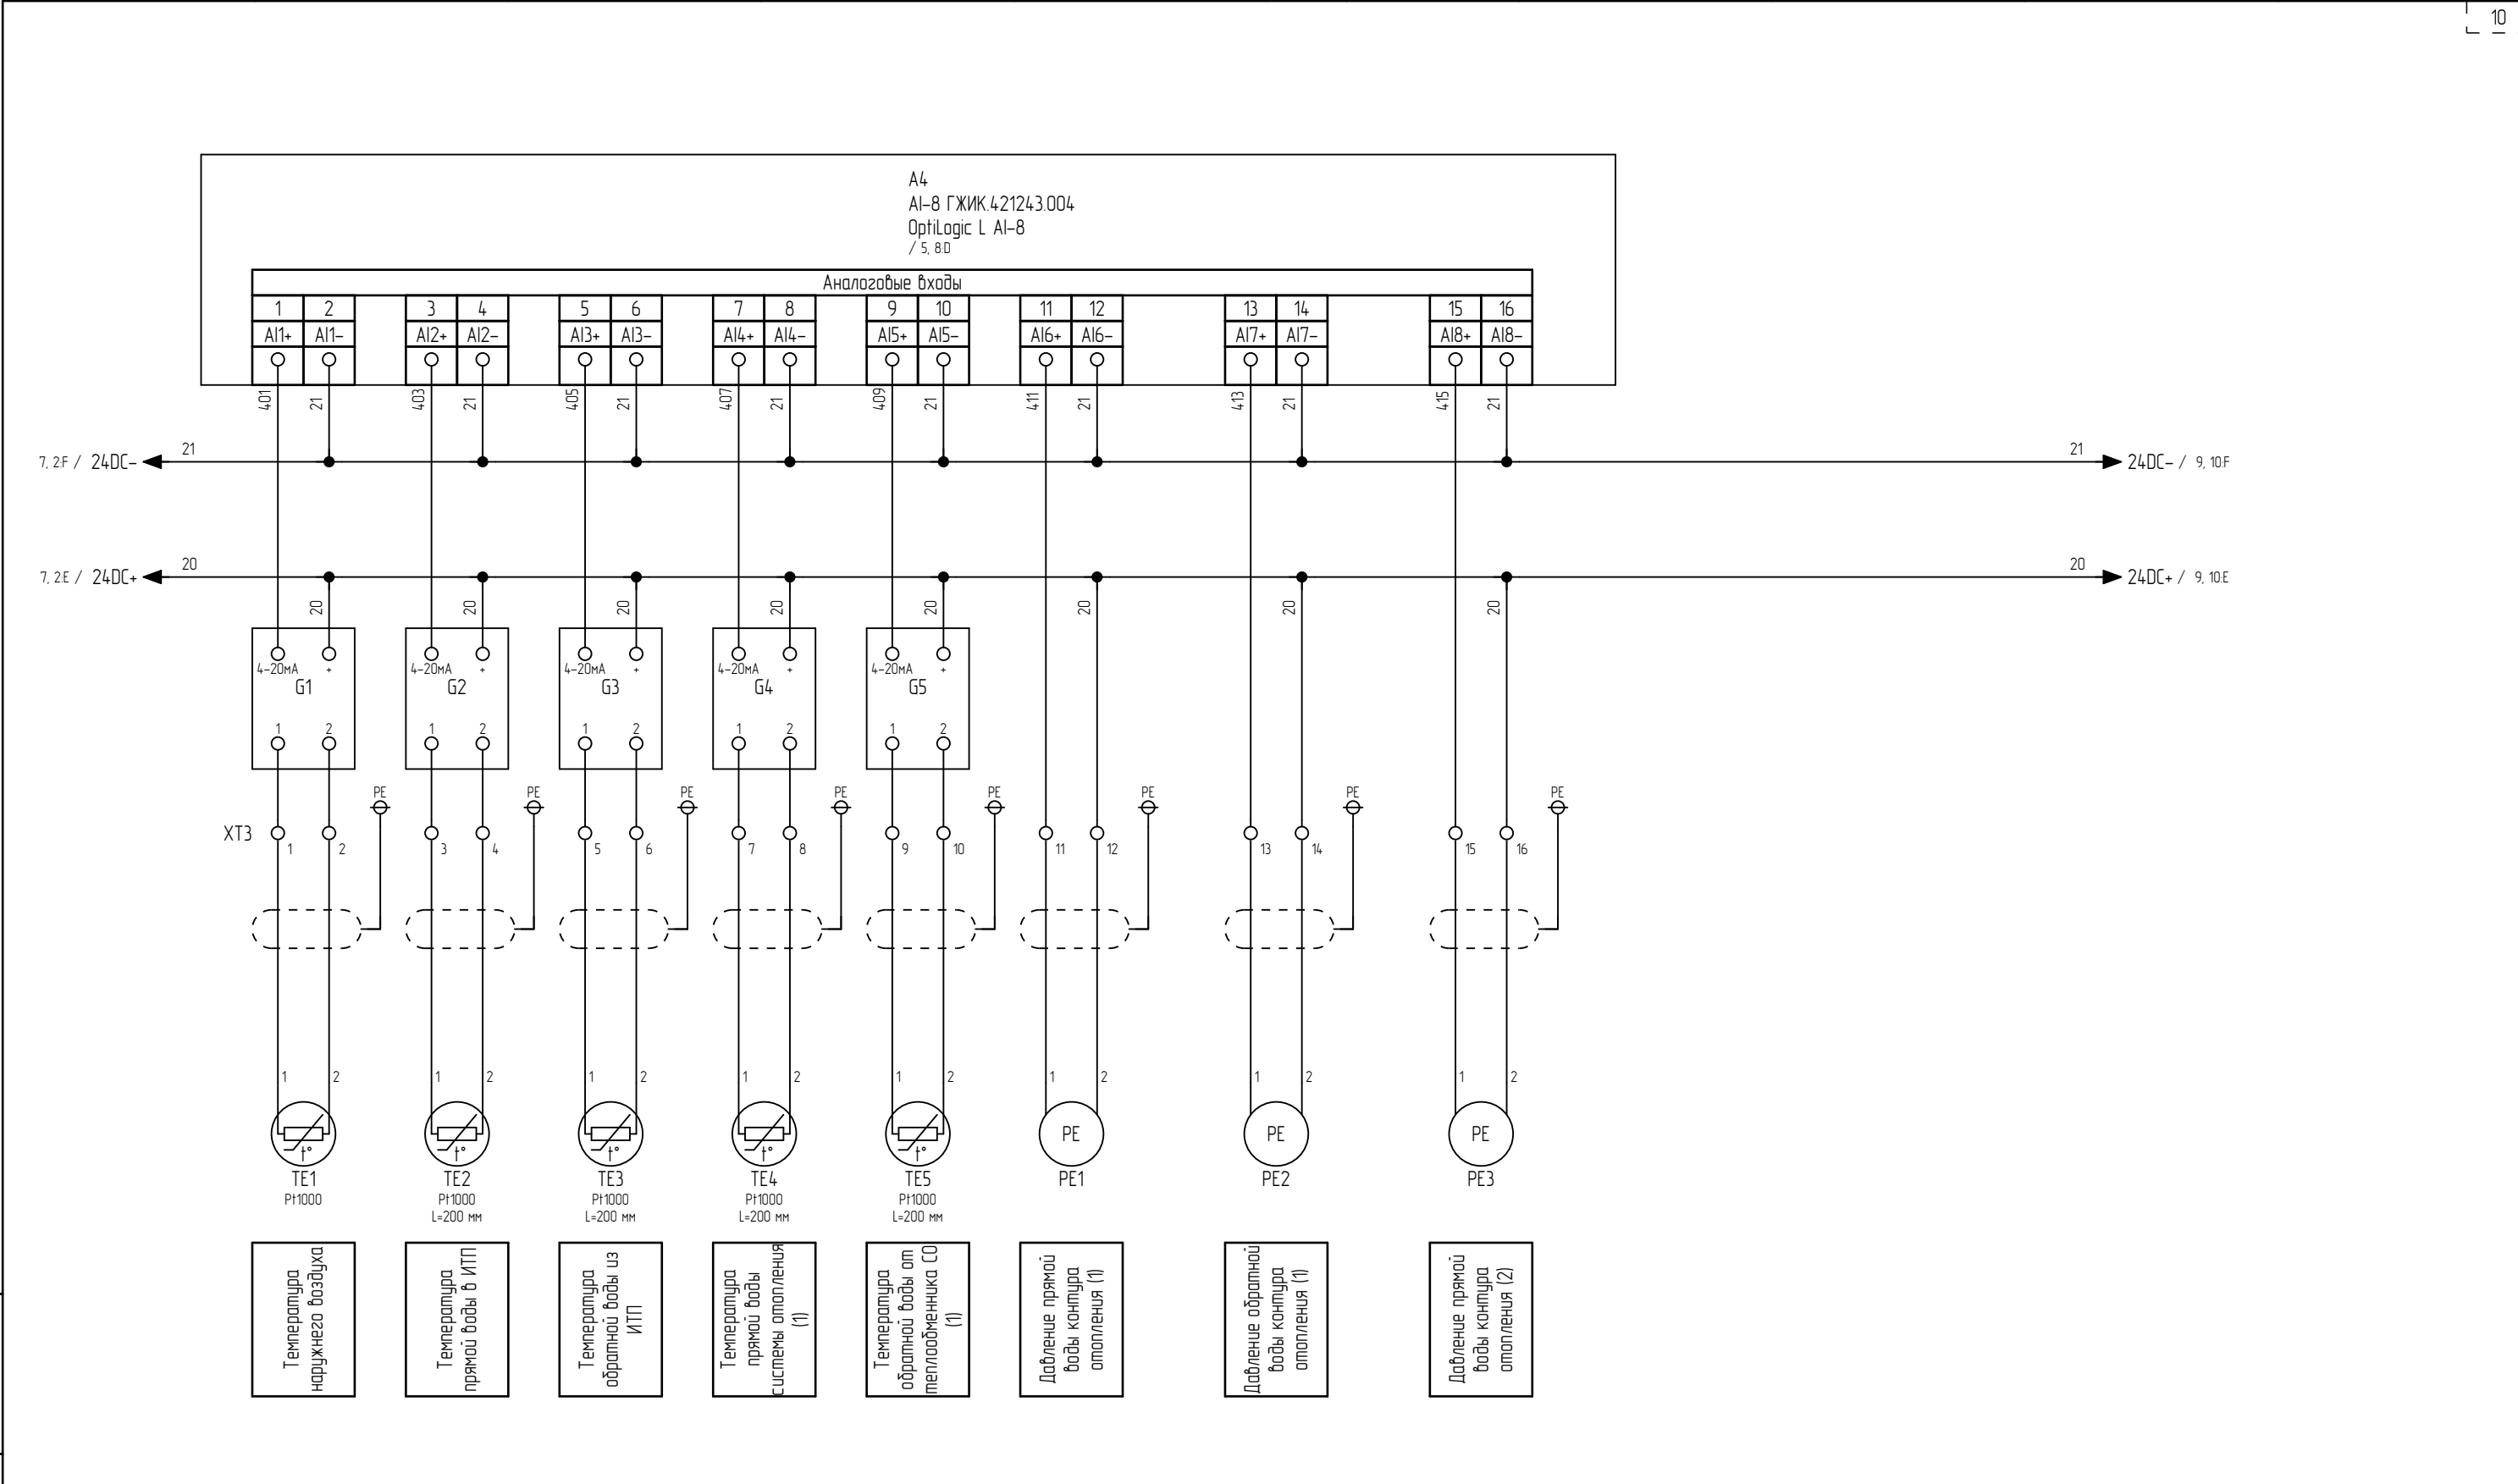 10
A4
AI-8 ГЖИК.421243.004
OptiLogic L AI-8
/ 5, 8:D
Аналоговые входы
1 2 3 4 5 6 7 8 9 10 11 12 13 14 15 16
AI1+ AI1- AI2+ AI2- AI3+ AI3- AI4+ AI4- AI5+ AI5- AI6+ AI6- AI7+ AI7- AI8+ AI8-
401 21 403 21 405 21 407 21 409 21 411 21 413 21 415 21
7, 2:F / 24DC- 21 21 24DC- / 9, 10:F
7, 2:E / 24DC+ 20 20 24DC+ / 9, 10:E
20 20 20 20 20 20 20 20
4-20мА + 4-20мА + 4-20мА + 4-20мА + 4-20мА +
G1 G2 G3 G4 G5
1 2 1 2 1 2 1 2 1 2
PE PE PE PE PE PE PE PE
XT3
1 2 3 4 5 6 7 8 9 10 11 12 13 14 15 16
1 2 1 2 1 2 1 2 1 2 1 2 1 2 1 2
t° t° t° t° t° PE PE PE
TE1 TE2 TE3 TE4 TE5 PE1 PE2 PE3
Pt1000 Pt1000 Pt1000 Pt1000 Pt1000
L=200 мм L=200 мм L=200 мм L=200 мм
Температура
наружнего воздуха
Температура
прямой воды в ИТП
Температура
обратной воды из
ИТП
Температура
прямой воды
системы отопления
(1)
Температура
обратной воды от
теплообменника СО
(1)
Давление прямой
воды контура
отопления (1)
Давление обратной
воды контура
отопления (1)
Давление прямой
воды контура
отопления (2)